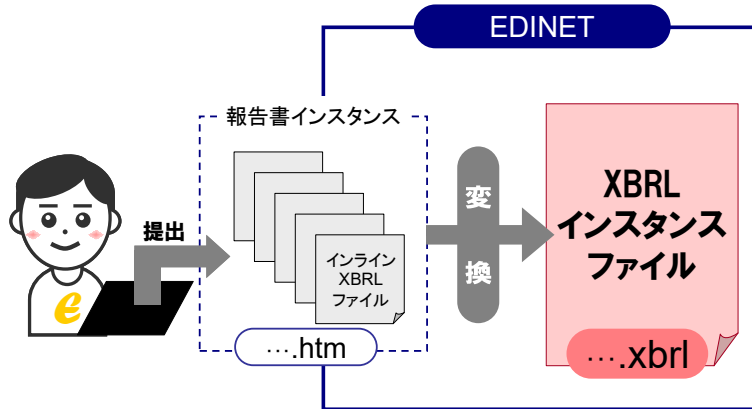 EDINET
報告書インスタンス
提出
e
インライン
XBRL
ファイル
….htm
変
換
XBRL
インスタンス
ファイル
….xbrl